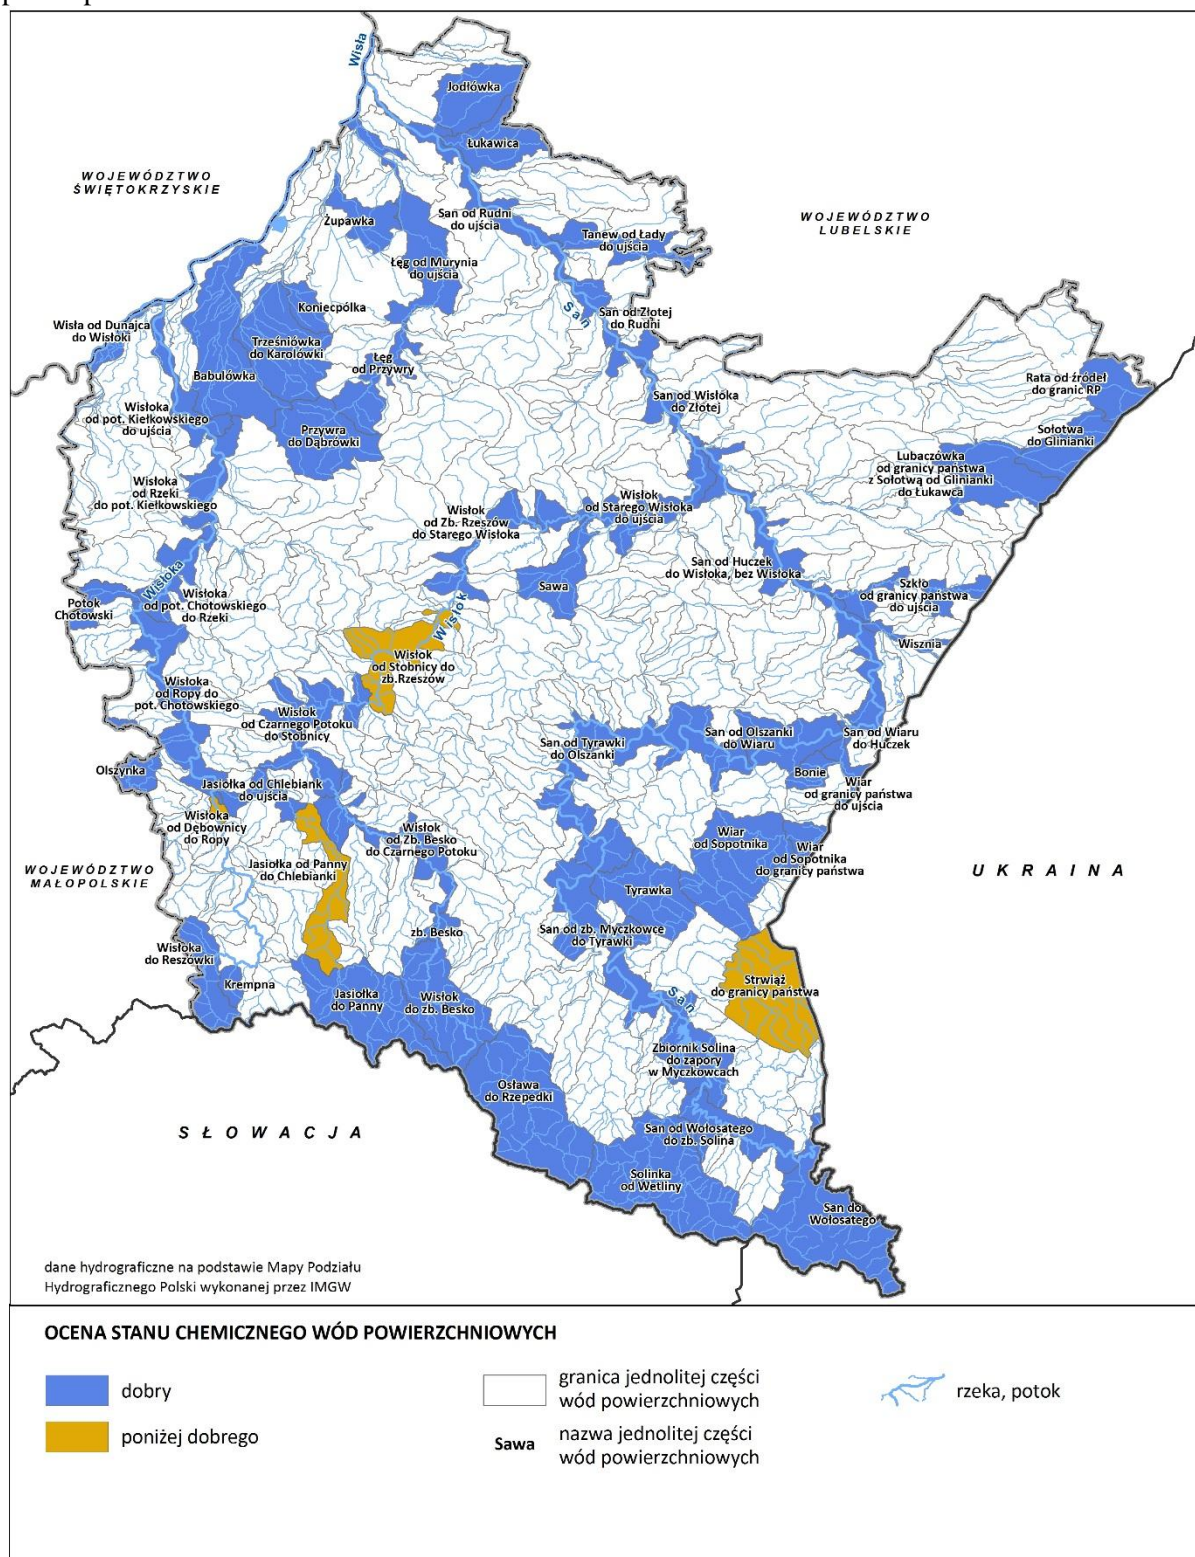 Wisła
Jodłówka
Łukawica
WOJEWÓDZTWO
ŚWIĘTOKRZYSKIE
Żupawka
San od Rudni
do ujścia
WOJEWÓDZTWO
LUBELSKIE
Tanew od Łady
do ujścia
Łęg od Murynia
do ujścia
Koniecpólka
San
San od Złotej
do Rudni
Wisła od Dunajca
do Wisłoki
Trześniówka
do Karolówki
Łęg
od Przywry
Babulówka
Rata od źródeł
do granic RP
San od Wisłoka
do Złotej
Wisłoka
od pot. Kiełkowskiego
do ujścia
Przywra
do Dąbrówki
Sołotwa
do Glinianki
Lubaczówka
od granicy państwa
z Sołotwą od Glinianki
do Łukawca
Wisłoka
od Rzeki
do pot. Kiełkowskiego
Wisłok
od Zb. Rzeszów
do Starego Wisłoka
Wisłok
od Starego Wisłoka
do ujścia
San od Huczek
do Wisłoka, bez Wisłoka
Wisłoka
Sawa
Szkło
od granicy państwa
do ujścia
Potok
Chotowski
Wisłoka
od pot. Chotowskiego
do Rzeki
Wisłok
Wisznia
Wisłok
od Stobnicy do
zb.Rzeszów
Wisłoka
od Ropy do
pot. Chotowskiego
Wisłok
od Czarnego Potoku
do Stobnicy
San od Tyrawki
do Olszanki
San od Olszanki
do Wiaru
San od Wiaru
do Huczek
Olszynka
Jasiołka od Chlebiank
do ujścia
Bonie
Wiar
od granicy państwa
do ujścia
Wisłoka
od Dębownicy
do Ropy
Wisłok
od Zb. Besko
do Czarnego Potoku
Wiar
od Sopotnika
Wiar
od Sopotnika
do granicy państwa
WOJEWÓDZTWO
MAŁOPOLSKIE
Jasiołka od Panny
do Chlebianki
UKRAINA
Tyrawka
zb. Besko
San od zb. Myczkowce
do Tyrawki
Wisłoka
do Reszówki
Krempna
Jasiołka
do Panny
Wisłok
do zb. Besko
San
Strwiąż
do granicy państwa
Zbiornik Solina
do zapory
w Myczkowcach
Osława
do Rzepedki
SŁOWACJA
San od Wołosatego
do zb. Solina
Solinka
od Wetliny
San do
Wołosatego
dane hydrograficzne na podstawie Mapy Podziału
Hydrograficznego Polski wykonanej przez IMGW
OCENA STANU CHEMICZNEGO WÓD POWIERZCHNIOWYCH
dobry
poniżej dobrego
granica jednolitej części
wód powierzchniowych
Sawa nazwa jednolitej części
wód powierzchniowych
rzeka, potok